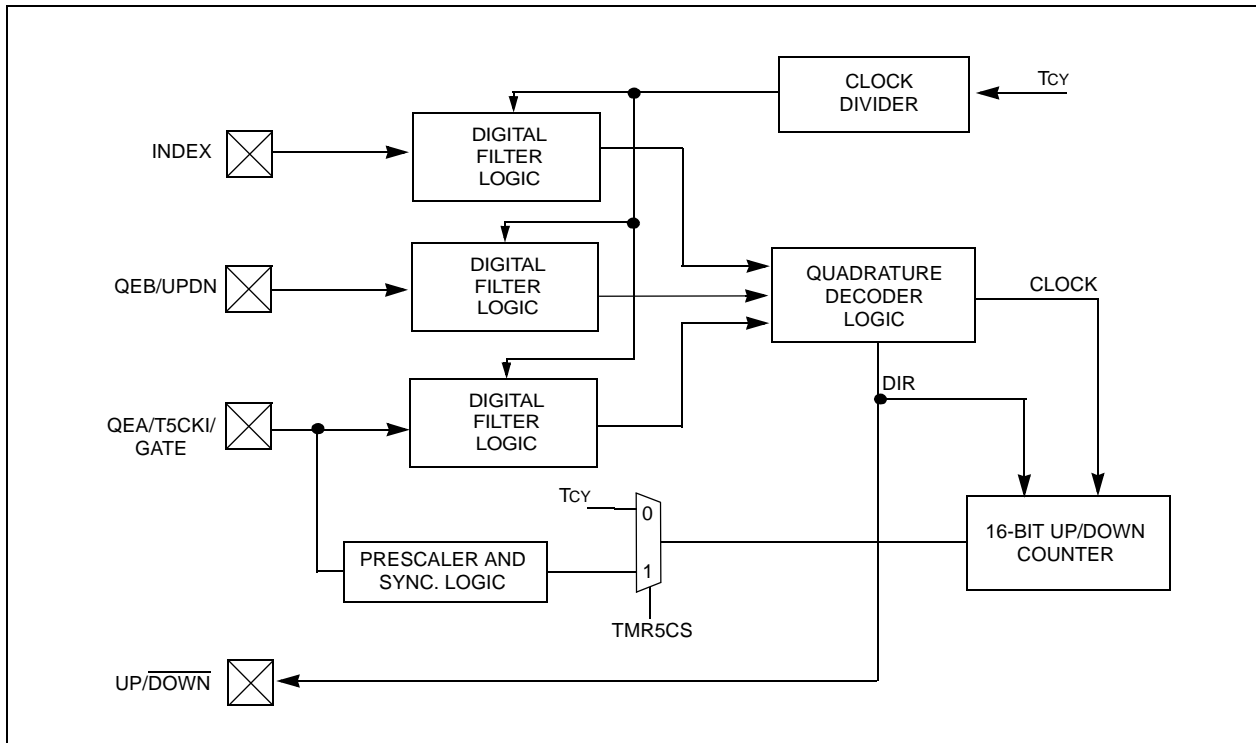 CLOCK
DIVIDER
TCY
INDEX
DIGITAL
FILTER
LOGIC
QEB/UPDN
DIGITAL
FILTER
LOGIC
QUADRATURE
DECODER
LOGIC
CLOCK
DIR
QEA/T5CKI/
GATE
DIGITAL
FILTER
LOGIC
TCY
0
1
PRESCALER AND
SYNC. LOGIC
TMR5CS
16-BIT UP/DOWN
COUNTER
UP/DOWN